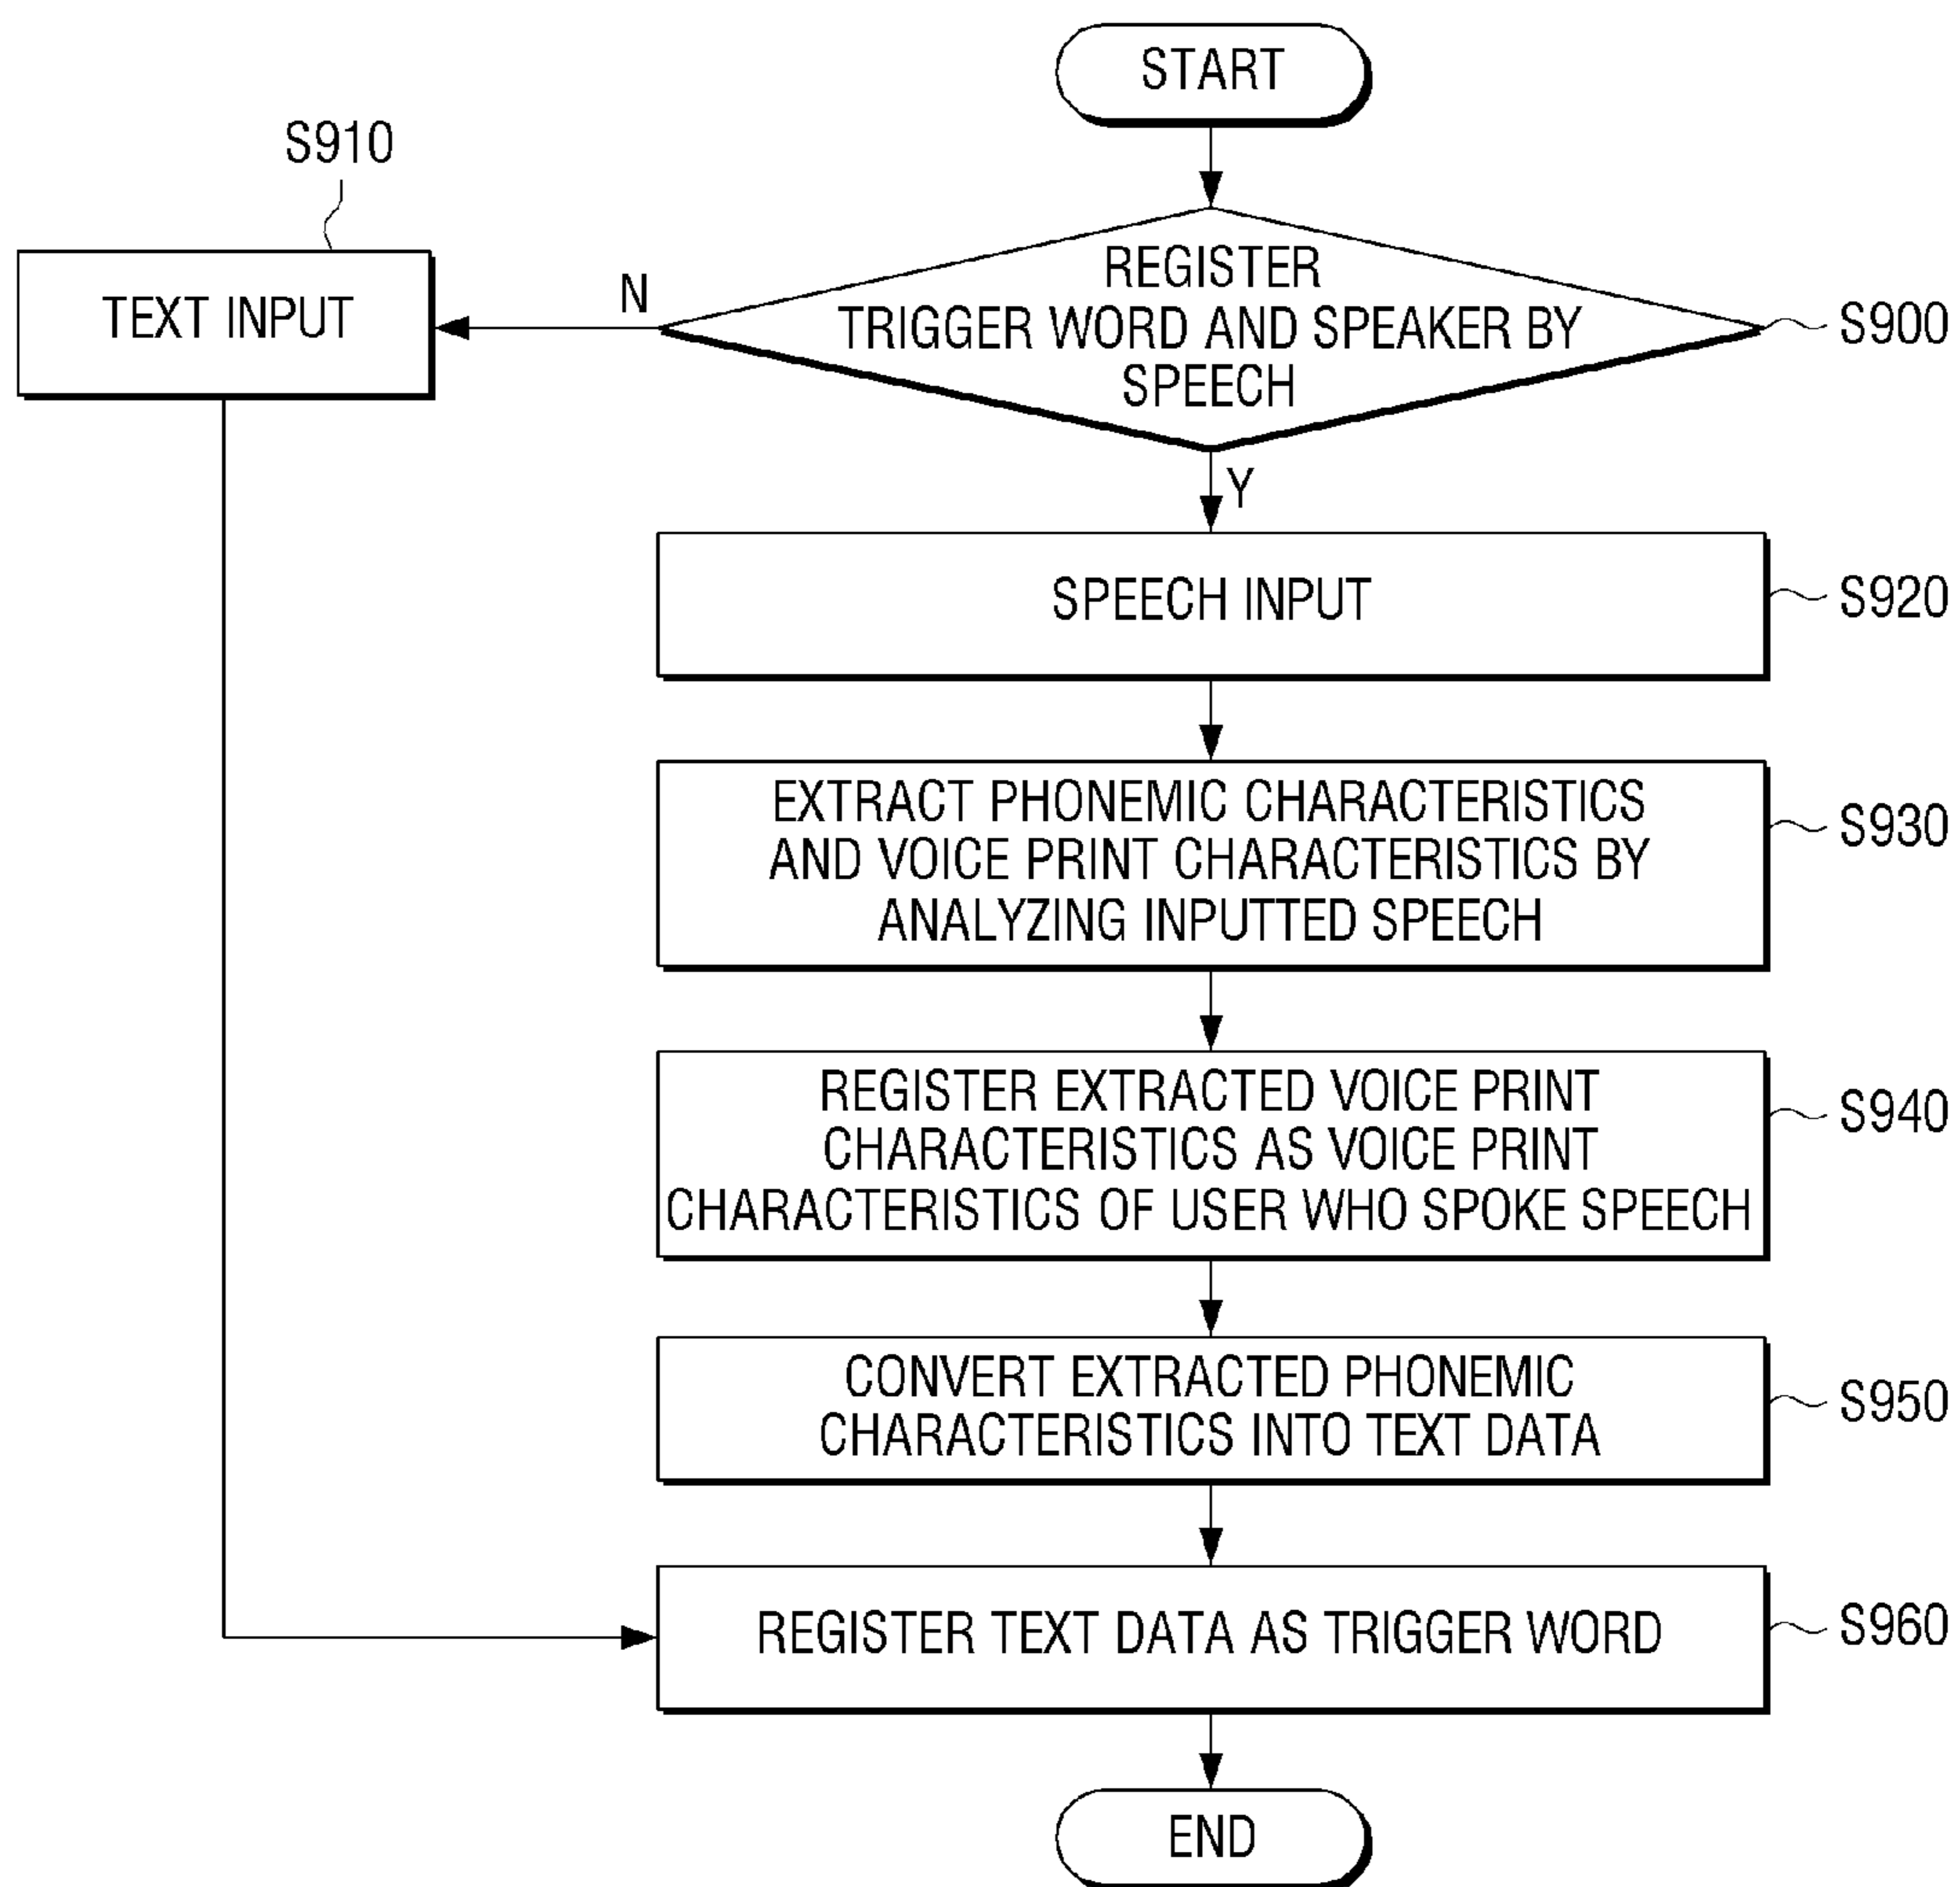 START
S910
TEXT INPUT
N
REGISTER
TRIGGER WORD AND SPEAKER BY
SPEECH
S900
Y
SPEECH INPUT
S920
EXTRACT PHONEMIC CHARACTERISTICS
AND VOICE PRINT CHARACTERISTICS BY
ANALYZING INPUTTED SPEECH
S930
REGISTER EXTRACTED VOICE PRINT
CHARACTERISTICS AS VOICE PRINT
CHARACTERISTICS OF USER WHO SPOKE SPEECH
S940
CONVERT EXTRACTED PHONEMIC
CHARACTERISTICS INTO TEXT DATA
S950
REGISTER TEXT DATA AS TRIGGER WORD
S960
END